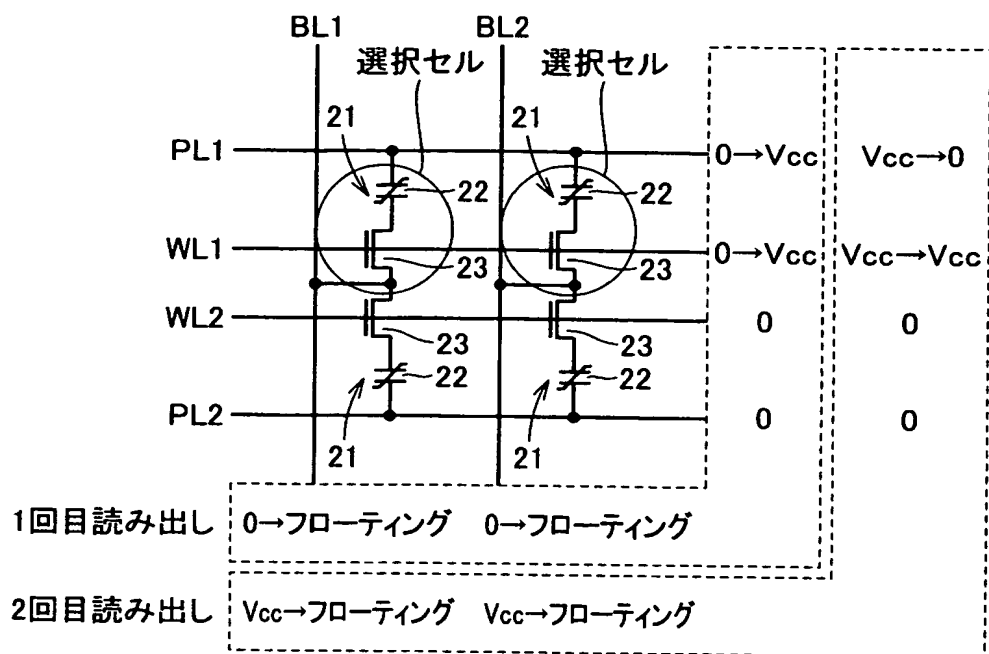 BL1 BL2
選択セル 選択セル
21 21
PL1 0→Vcc Vcc→0
22 22
WL1 0→Vcc Vcc→Vcc
23 23
WL2 0 0
23 23
22 22
PL2 0 0
21 21
1回目読み出し 0→フローティング 0→フローティング
2回目読み出し Vcc→フローティング Vcc→フローティング